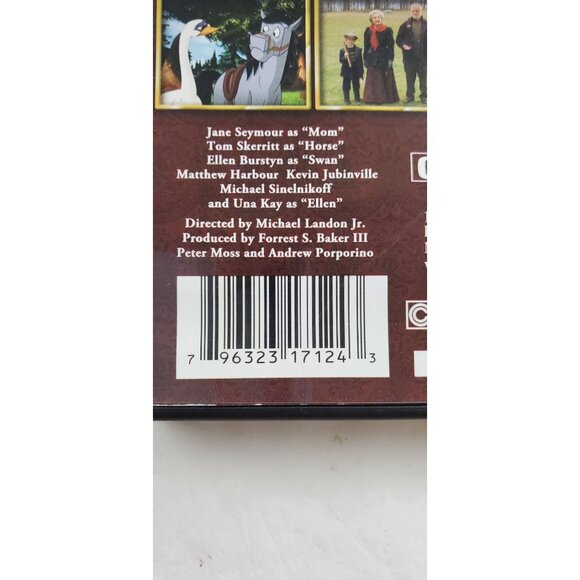 Jane Seymour as "Mom"
Tom Skerritt as "Horse"
Ellen Burstyn as "Swan"
Matthew Harbour Kevin Jubinville
Michael Sinelnikoff
and Una Kay as "Ellen"
Directed by Michael Landon Jr.
Produced by Forrest S. Baker III
Peter Moss and Andrew Porporino
7 96323 17124 3